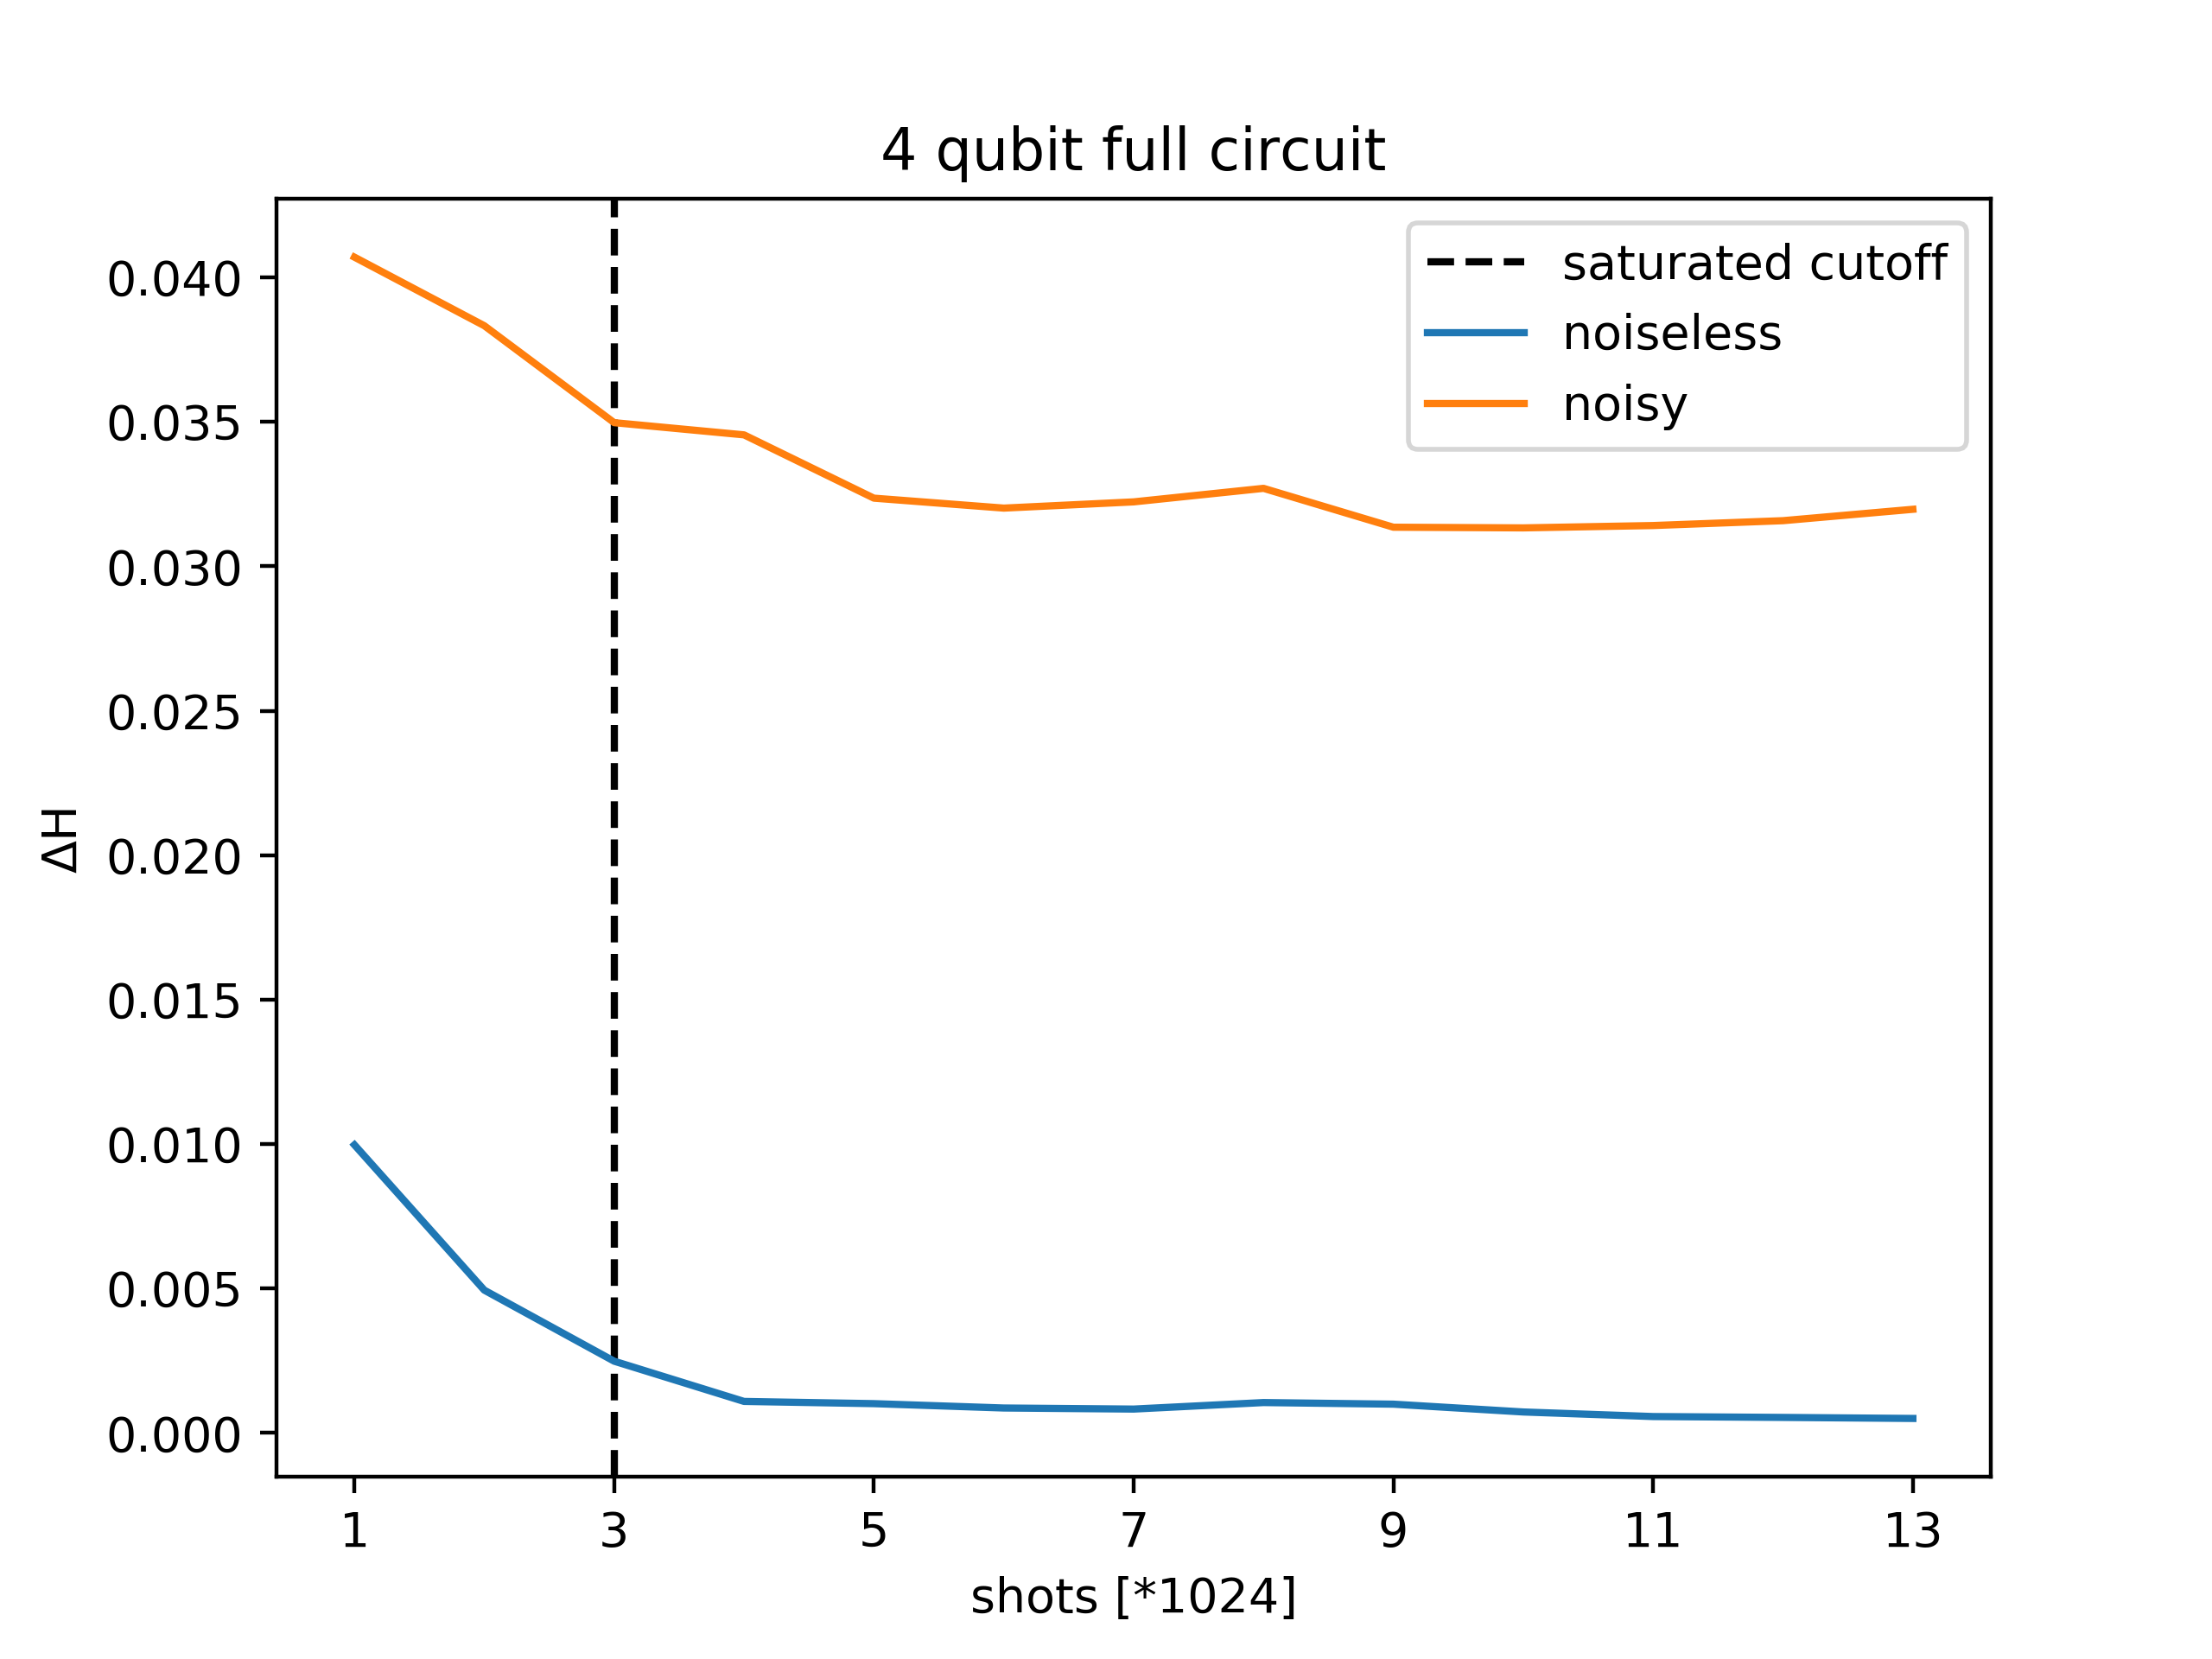 4 qubit full circuit
saturated cutoff
noiseless
noisy
0.040
0.035
0.030
0.025
0.020
0.015
0.010
0.005
0.000
ΔH
1 3 5 7 9 11 13
shots [*1024]